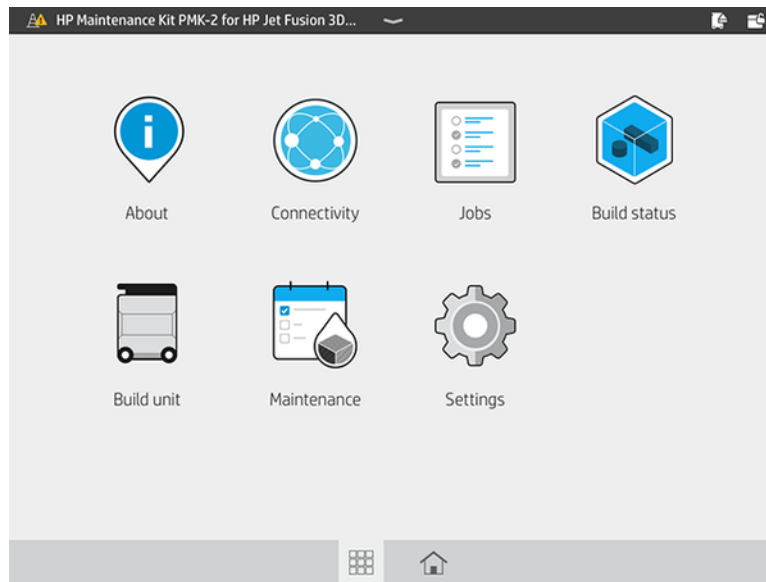 HP Maintenance Kit PMK-2 for HP Jet Fusion 3D...
About
Connectivity
Jobs
Build status
Build unit
Maintenance
Settings